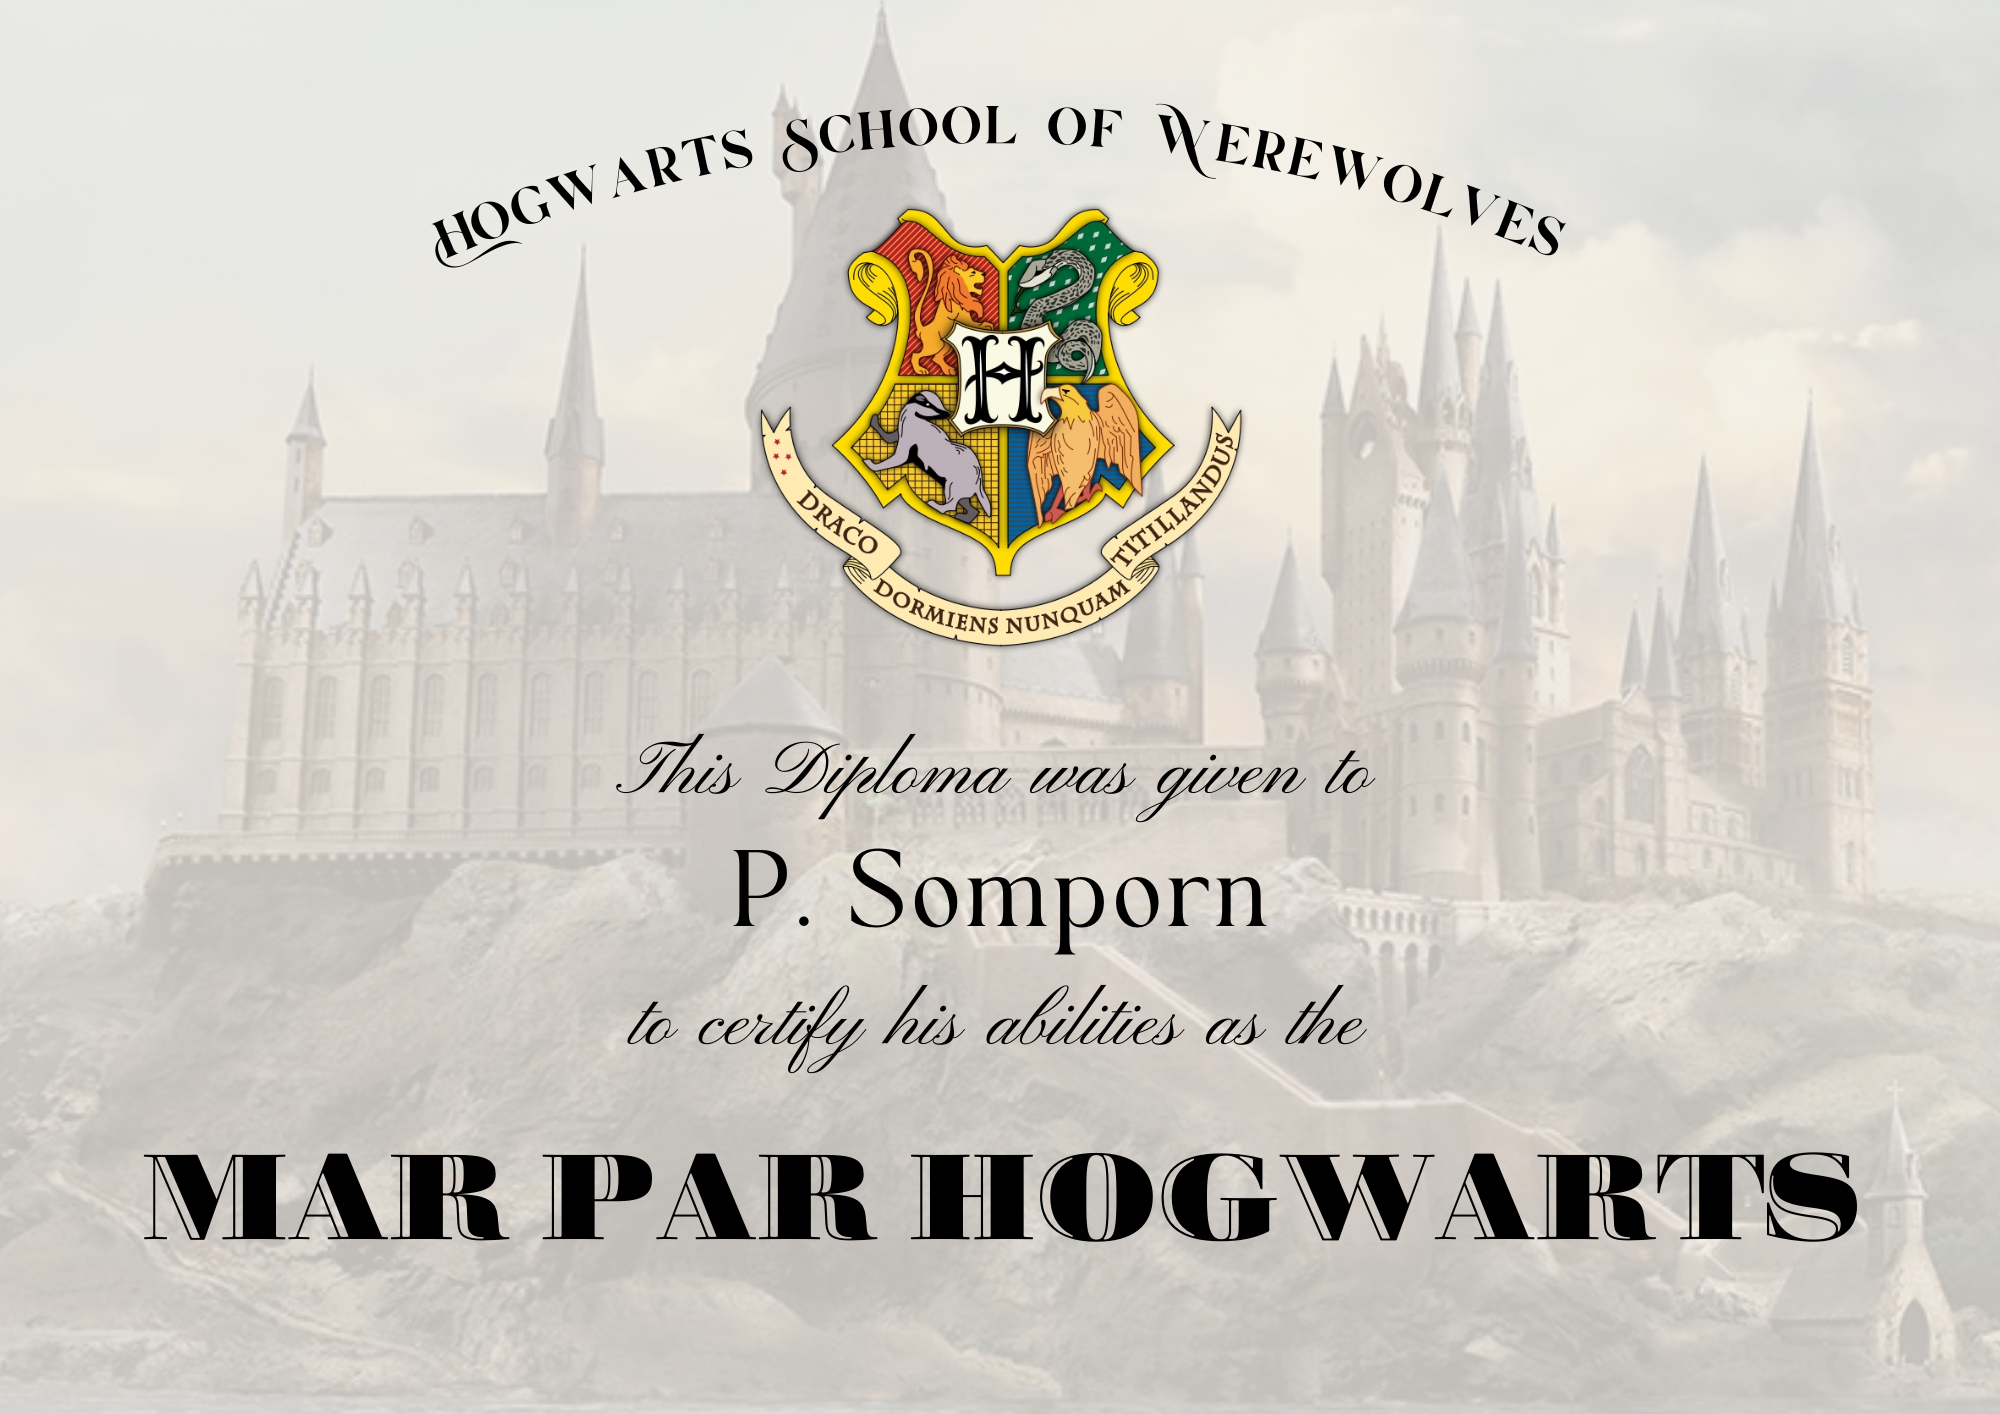 Hogwarts School of Werewolves
H
DRACO
DORMIENS NUNQUAM
TITILLANDUS
This Diploma was given to
P. Somporn
to certify his abilities as the
MAR PAR HOGWARTS